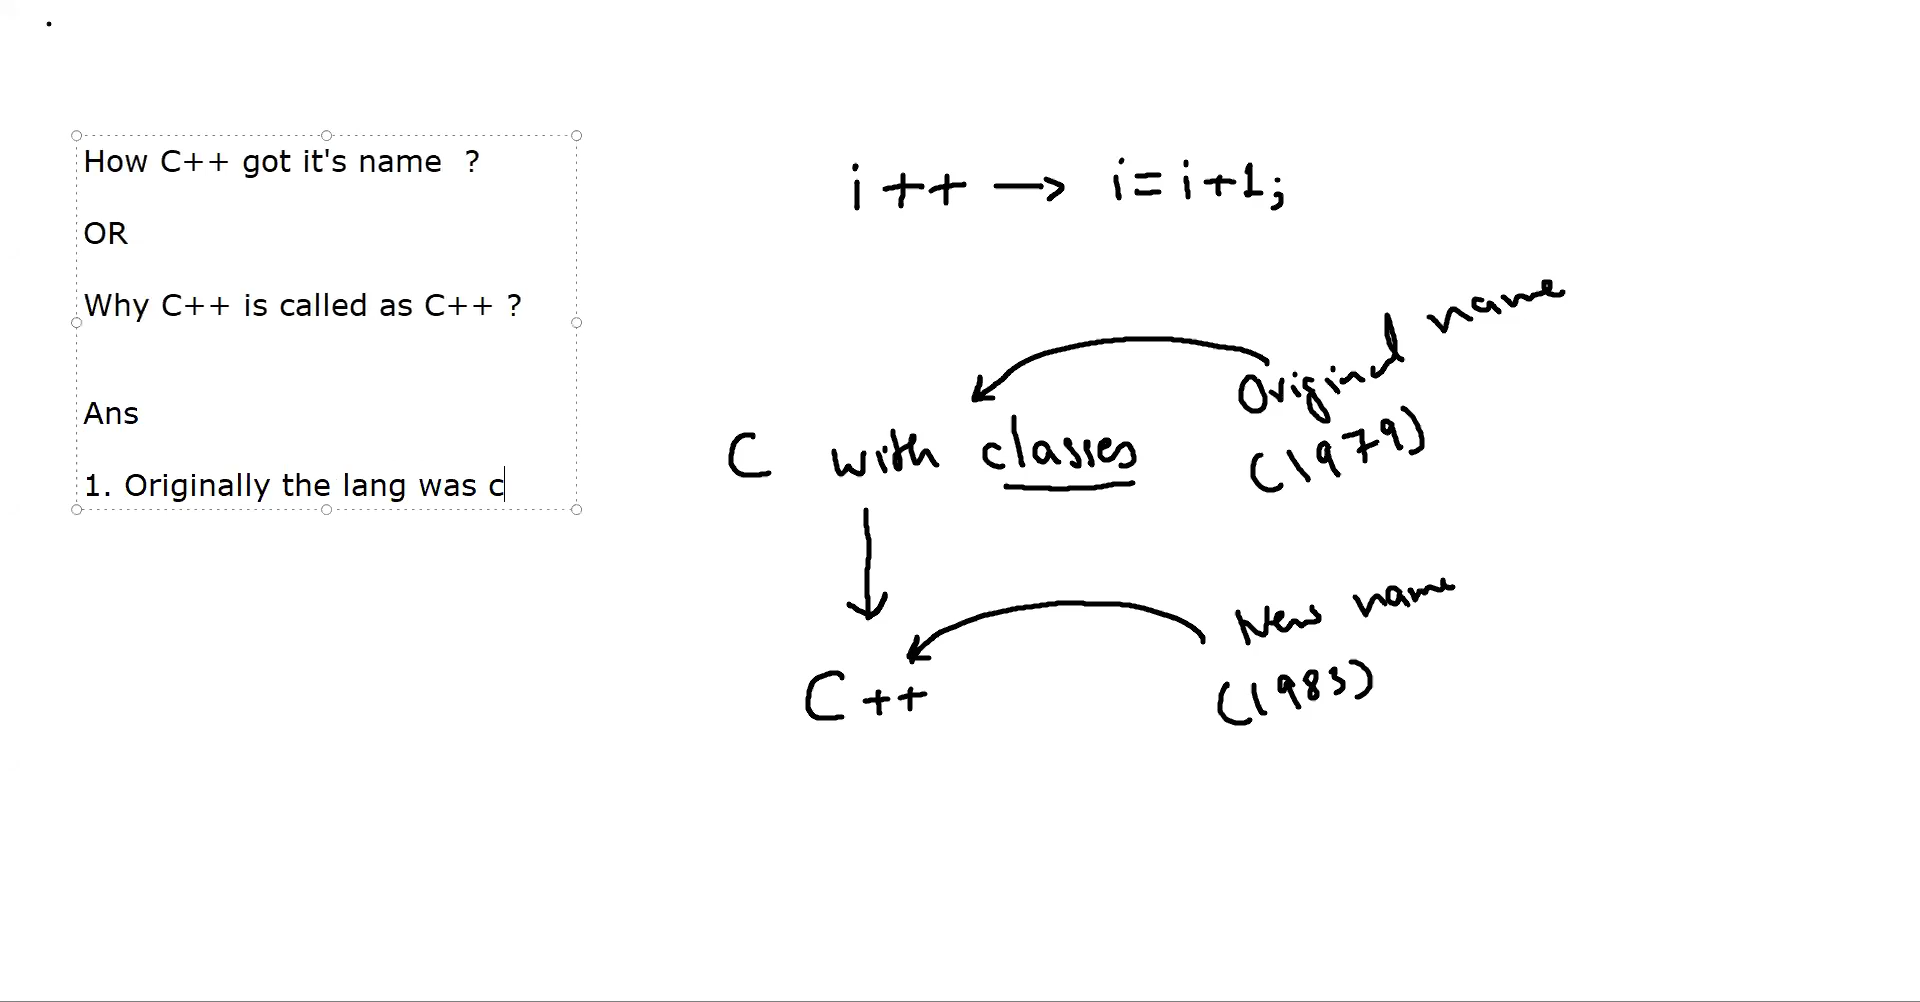 How C++ got it's name ?
OR
Why C++ is called as C++ ?
Ans
1. Originally the lang was c
i ++ → i = i+1;
Original name
(1979)
C with classes
New name
(1983)
C ++